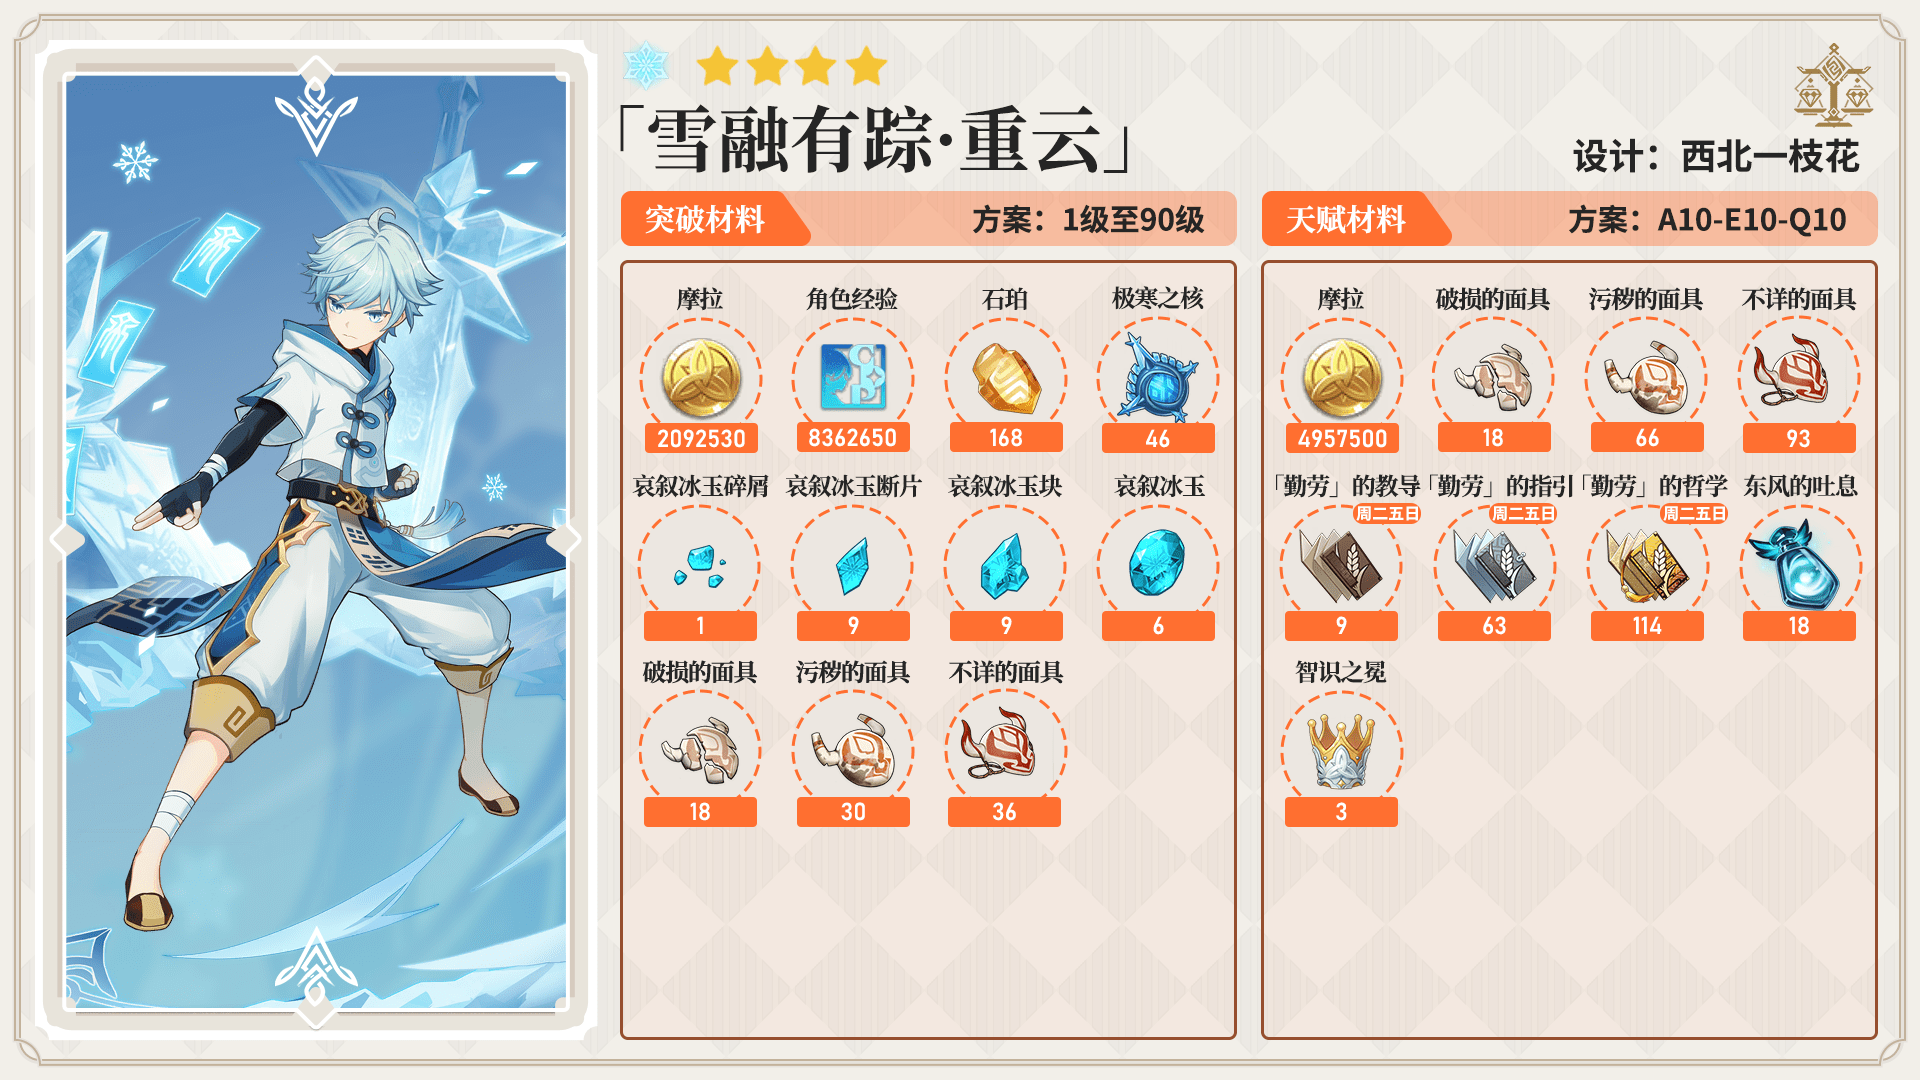 「雪融有踪·重云」
设计：西北一枝花
突破材料
方案：1级至90级
摩拉
角色经验
石珀
极寒之核
2092530
8362650
168
46
哀叙冰玉碎屑
哀叙冰玉断片
哀叙冰玉块
哀叙冰玉
1
9
9
6
破损的面具
污秽的面具
不详的面具
18
30
36
天赋材料
方案：A10-E10-Q10
摩拉
破损的面具
污秽的面具
不详的面具
4957500
18
66
93
「勤劳」的教导
「勤劳」的指引
「勤劳」的哲学
东风的吐息
周二五日
周二五日
周二五日
9
63
114
18
智识之冕
3